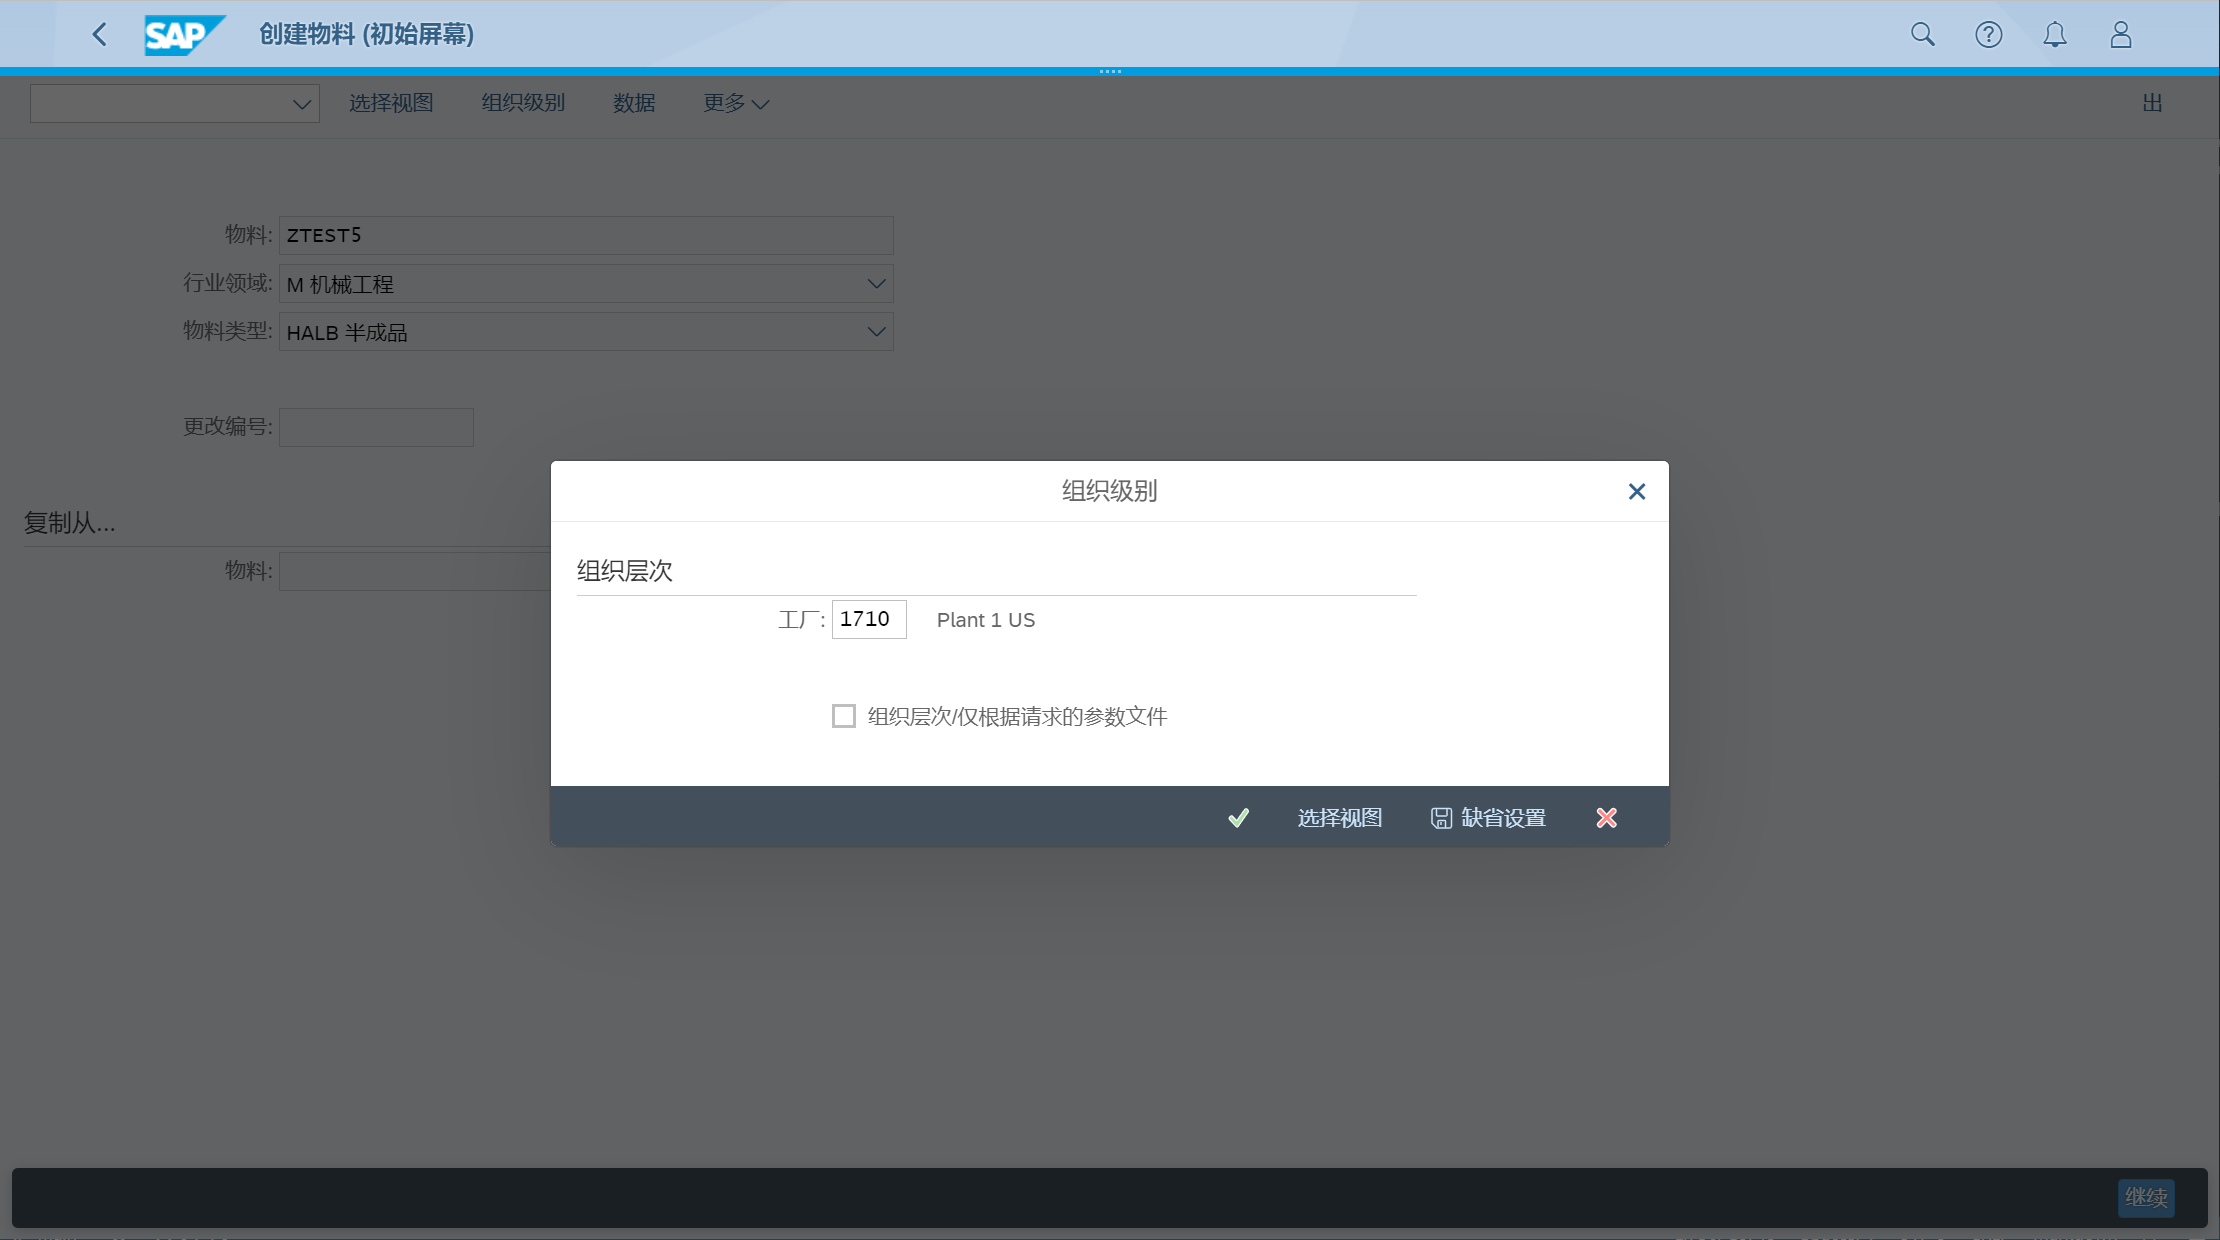 SAP 创建物料 (初始屏幕)
选择视图 组织级别 数据 更多 出
物料: ZTEST5
行业领域: M 机械工程
物料类型: HALB 半成品
更改编号:
复制从...
物料:
组织级别
组织层次
工厂: 1710 Plant 1 US
组织层次/仅根据请求的参数文件
选择视图 缺省设置
继续